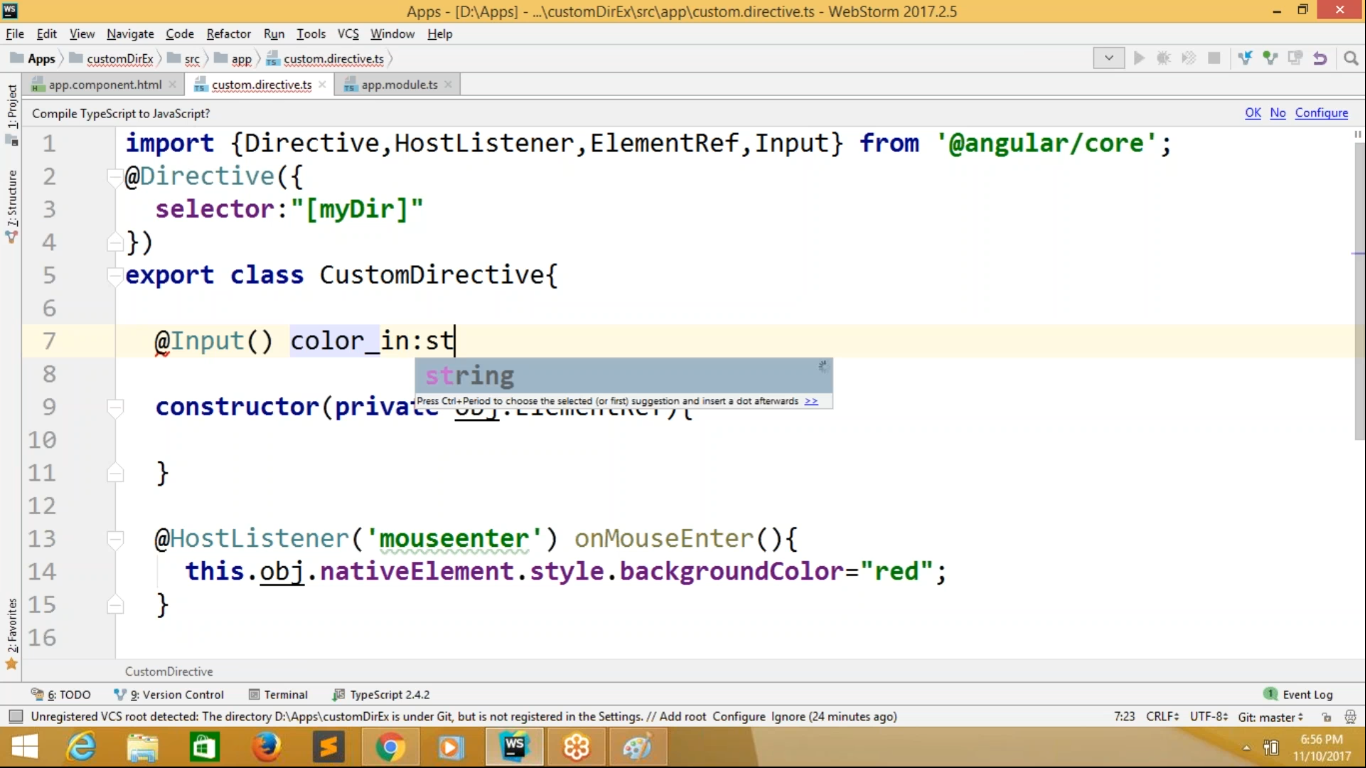 WS
Apps - [D:\Apps] - ...\customDirEx\src\app\custom.directive.ts - WebStorm 2017.2.5
File Edit View Navigate Code Refactor Run Tools VCS Window Help
Apps customDirEx src app custom.directive.ts
app.component.html custom.directive.ts app.module.ts
Compile TypeScript to JavaScript? OK No Configure
1: Project
7: Structure
2: Favorites
1 import {Directive,HostListener,ElementRef,Input} from '@angular/core';
2 @Directive({
3 selector:"[myDir]"
4 })
5 export class CustomDirective{
6
7 @Input() color_in:st
string
8
Press Ctrl+Period to choose the selected (or first) suggestion and insert a dot afterwards >>
9 constructor(private obj:ElementRef){
10
11 }
12
13 @HostListener('mouseenter') onMouseEnter(){
14 this.obj.nativeElement.style.backgroundColor="red";
15 }
16
CustomDirective
6: TODO 9: Version Control Terminal TypeScript 2.4.2 1 Event Log
Unregistered VCS root detected: The directory D:\Apps\customDirEx is under Git, but is not registered in the Settings. // Add root Configure Ignore (24 minutes ago) 7:23 CRLF UTF-8 Git: master
WS
6:56 PM
11/10/2017